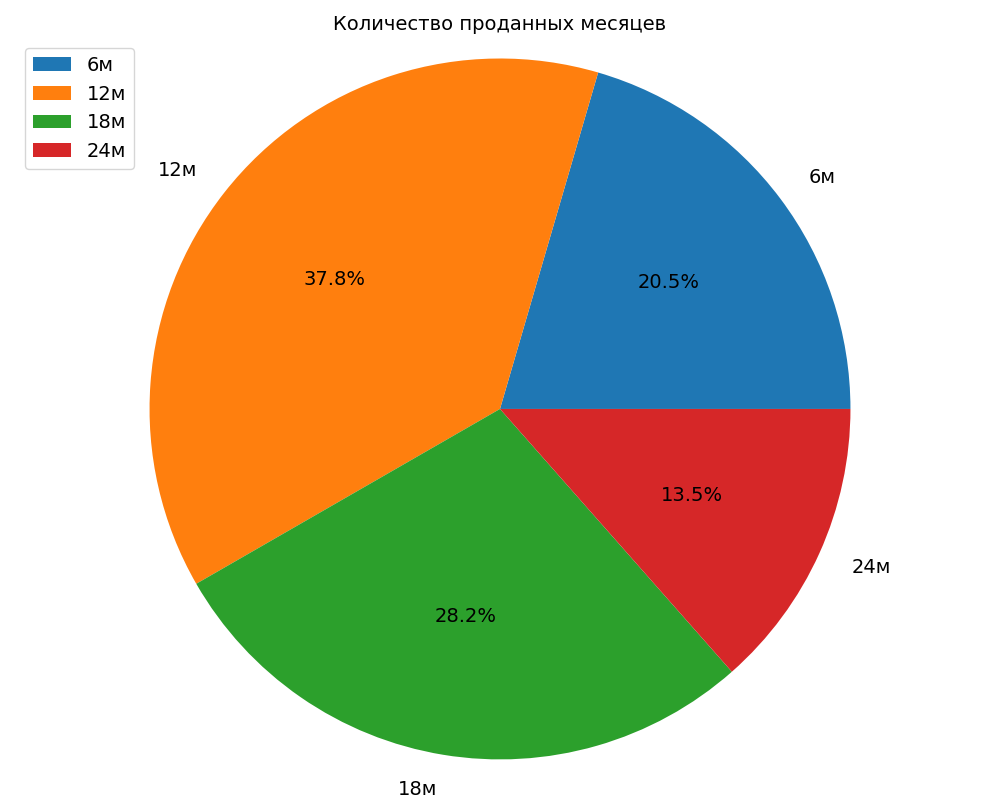 Количество проданных месяцев
6м
12м
18м
24м
12м
6м
37.8%
20.5%
13.5%
24м
28.2%
18м